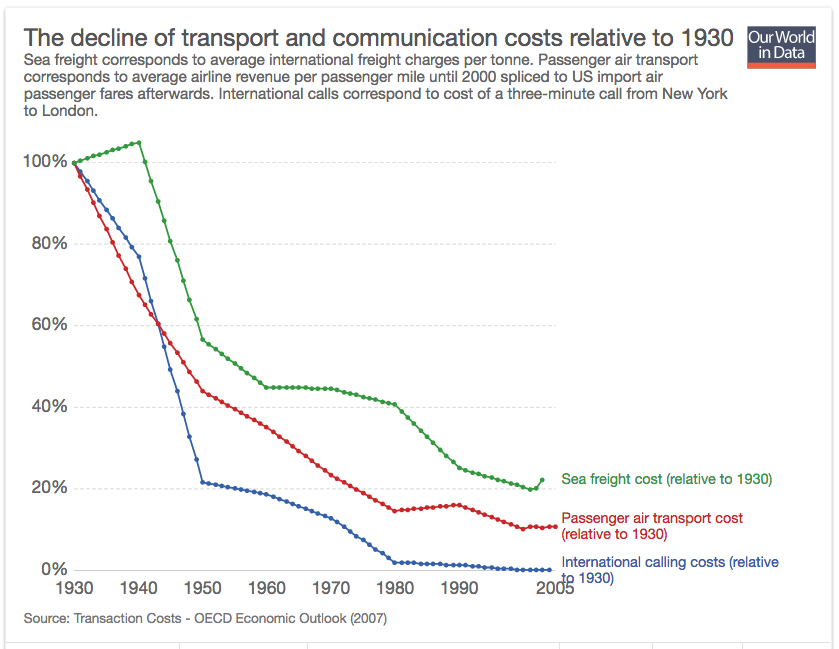 The decline of transport and communication costs relative to 1930
Our World
in Data
Sea freight corresponds to average international freight charges per tonne. Passenger air transport
corresponds to average airline revenue per passenger mile until 2000 spliced to US import air
passenger fares afterwards. International calls correspond to cost of a three-minute call from New York
to London.
100%
80%
60%
40%
20%
0%
Sea freight cost (relative to 1930)
Passenger air transport cost
(relative to 1930)
International calling costs (relative
to 1930)
1930 1940 1950 1960 1970 1980 1990 2005
Source: Transaction Costs - OECD Economic Outlook (2007)